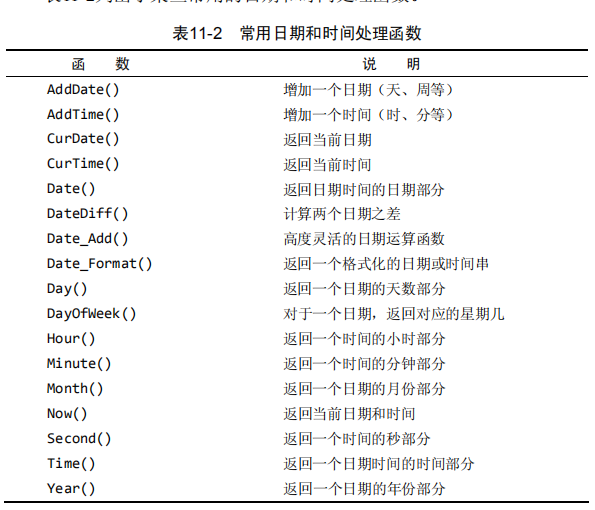 表11-2 常用日期和时间处理函数
函 数 说 明
AddDate() 增加一个日期（天、周等）
AddTime() 增加一个时间（时、分等）
CurDate() 返回当前日期
CurTime() 返回当前时间
Date() 返回日期时间的日期部分
DateDiff() 计算两个日期之差
Date_Add() 高度灵活的日期运算函数
Date_Format() 返回一个格式化的日期或时间串
Day() 返回一个日期的天数部分
DayOfWeek() 对于一个日期，返回对应的星期几
Hour() 返回一个时间的小时部分
Minute() 返回一个时间的分钟部分
Month() 返回一个日期的月份部分
Now() 返回当前日期和时间
Second() 返回一个时间的秒部分
Time() 返回一个日期时间的时间部分
Year() 返回一个日期的年份部分